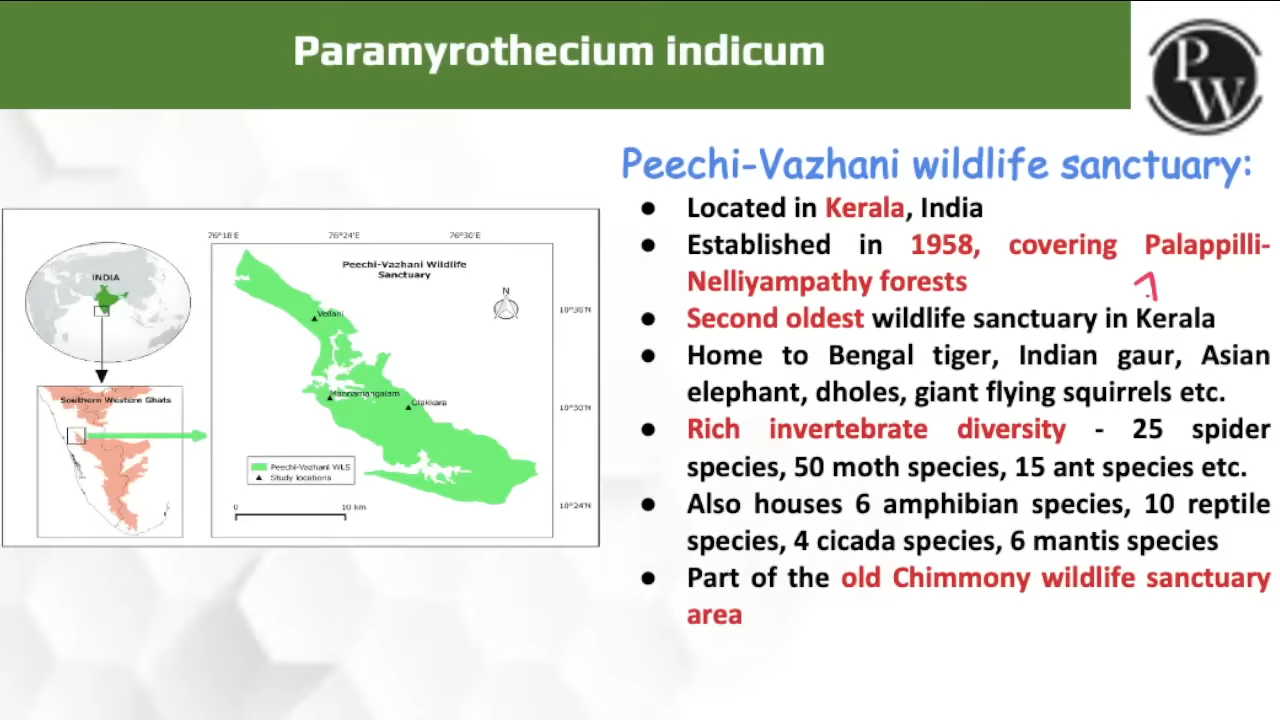 Paramyrothecium indicum
PW
Peechi-Vazhani wildlife sanctuary:
● Located in Kerala, India
● Established in 1958, covering Palappilli-
Nelliyampathy forests
● Second oldest wildlife sanctuary in Kerala
● Home to Bengal tiger, Indian gaur, Asian
elephant, dholes, giant flying squirrels etc.
● Rich invertebrate diversity - 25 spider
species, 50 moth species, 15 ant species etc.
● Also houses 6 amphibian species, 10 reptile
species, 4 cicada species, 6 mantis species
● Part of the old Chimmony wildlife sanctuary
area
76°18 E 76°24'E 76°30'E
INDIA
Peechi-Vazhani Wildlife
Sanctuary
N
10°36'N
Southern Western Ghats
Mannamangalam
Olakkara
10°30'N
Peechi-Vazhani WLS
Study locations
0 10 km
10°24'N